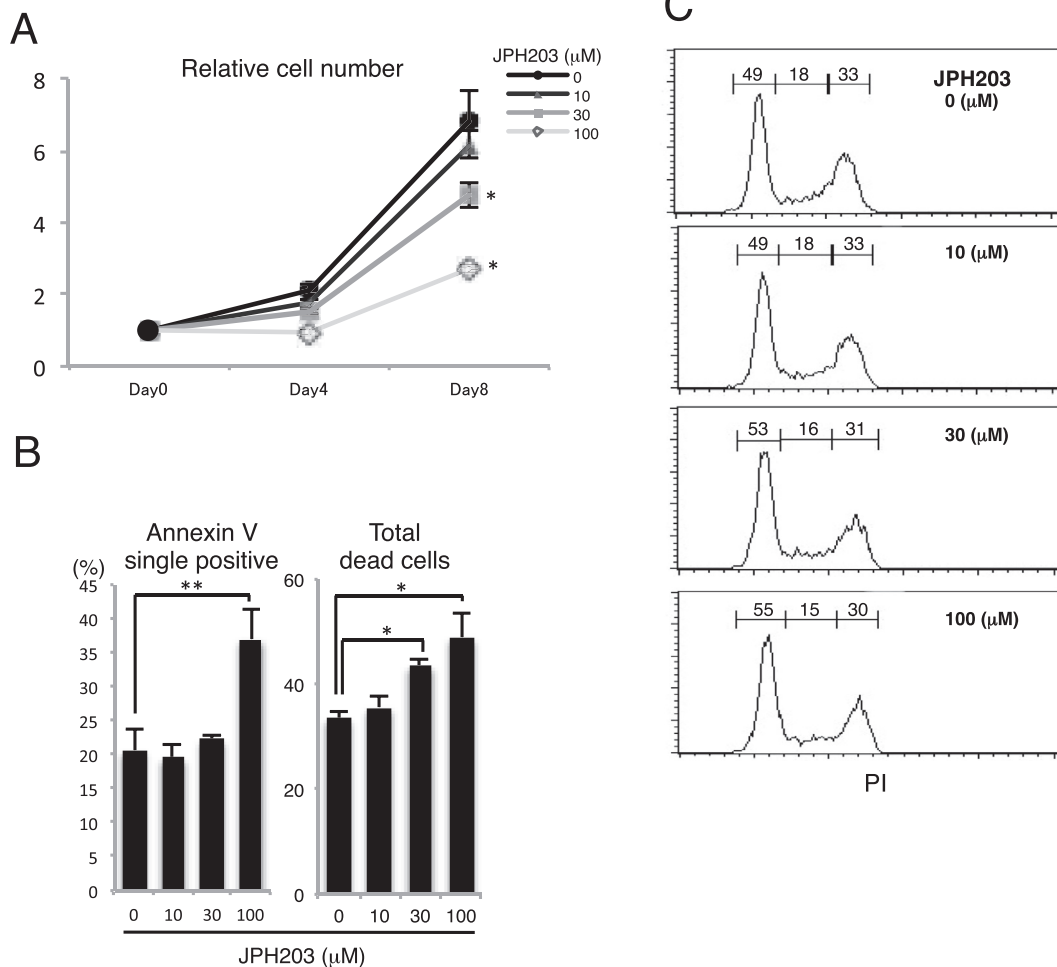 A
Relative cell number
JPH203 (μM)
0
10
30
100
8
6
4
2
0
*
*
Day0 Day4 Day8
B
Annexin V
single positive
(%)
45
40
35
30
25
20
15
10
5
0
**
0 10 30 100
Total
dead cells
60
40
20
0
*
*
0 10 30 100
JPH203 (μM)
C
49 18 33
JPH203
0 (μM)
49 18 33
10 (μM)
53 16 31
30 (μM)
55 15 30
100 (μM)
PI